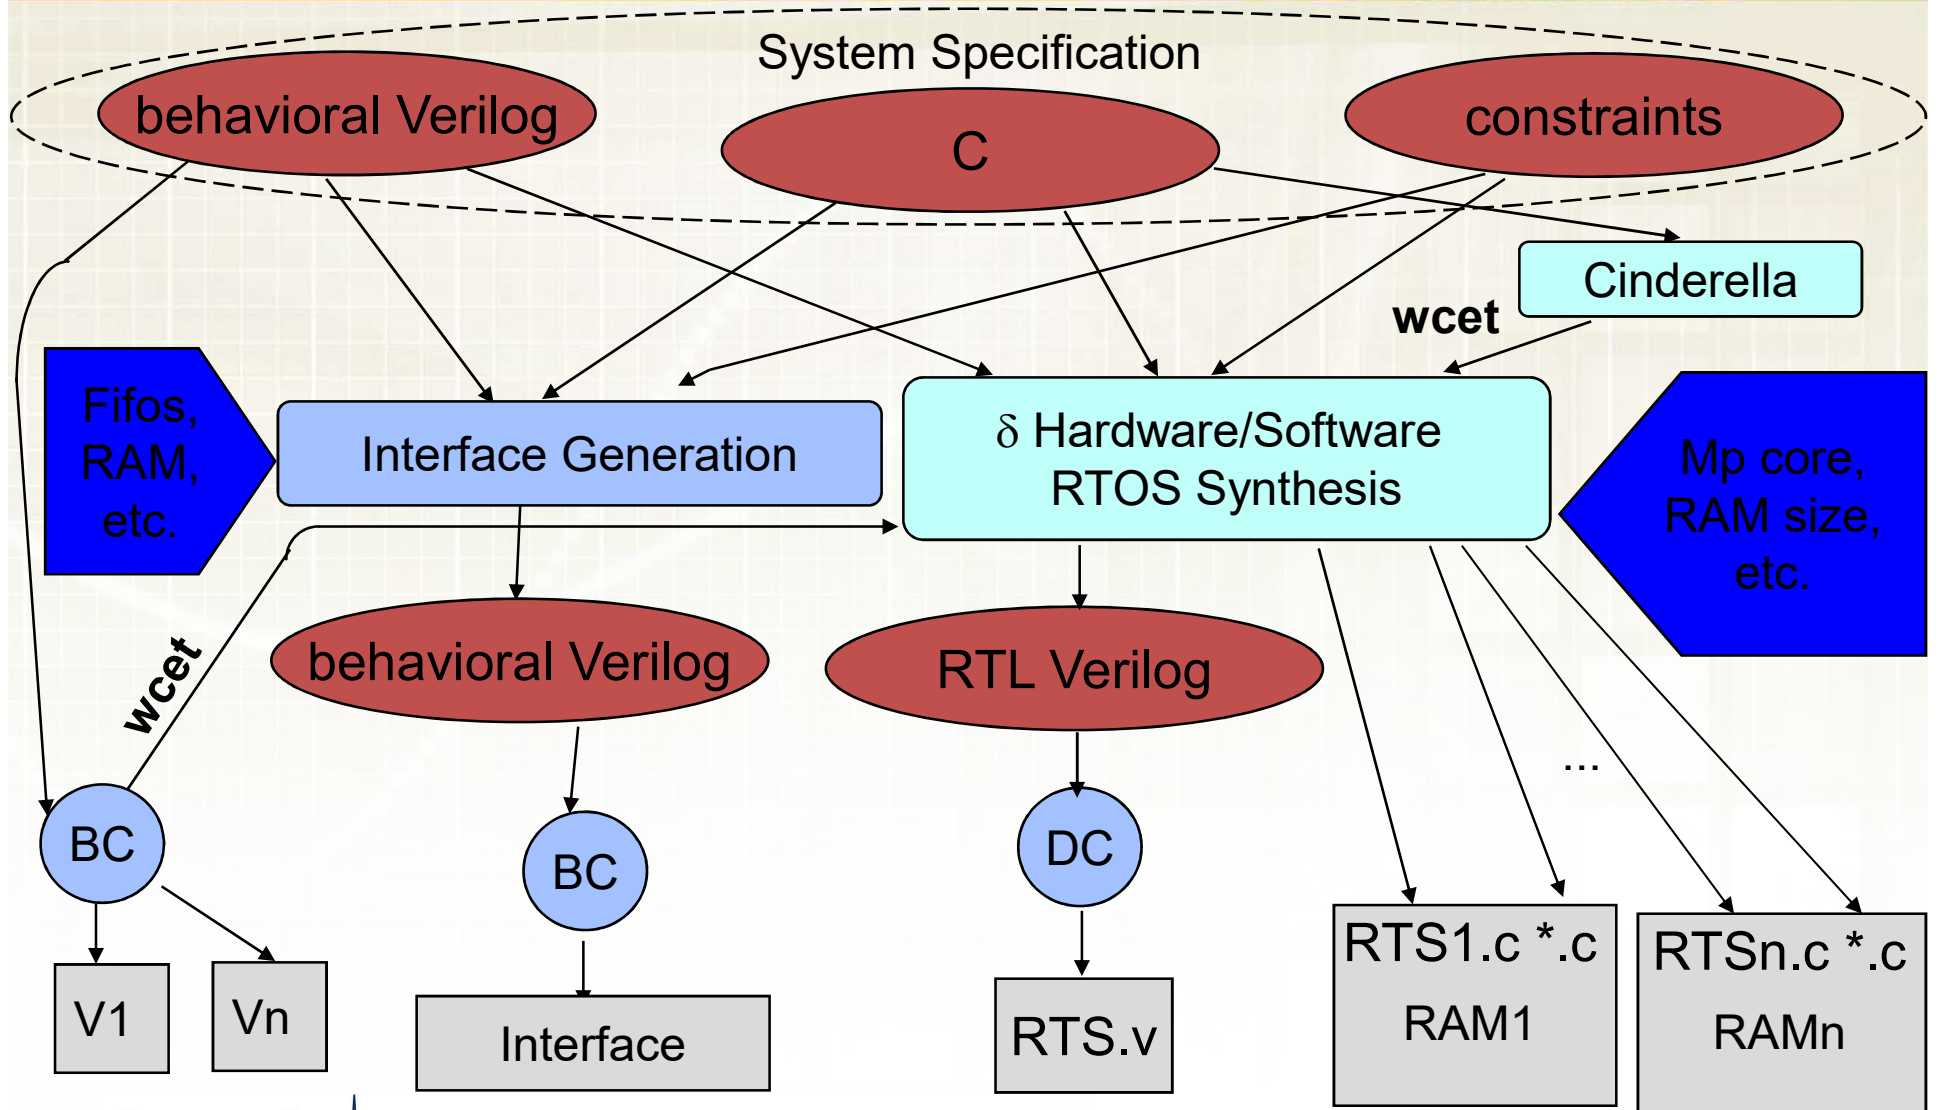 System Specification
behavioral Verilog
C
constraints
Cinderella
wcet
Fifos,
RAM,
etc.
Interface Generation
δ Hardware/Software
RTOS Synthesis
Mp core,
RAM size,
etc.
wcet
behavioral Verilog
RTL Verilog
...
BC
BC
DC
V1
Vn
Interface
RTS.v
RTS1.c *.c
RAM1
RTSn.c *.c
RAMn